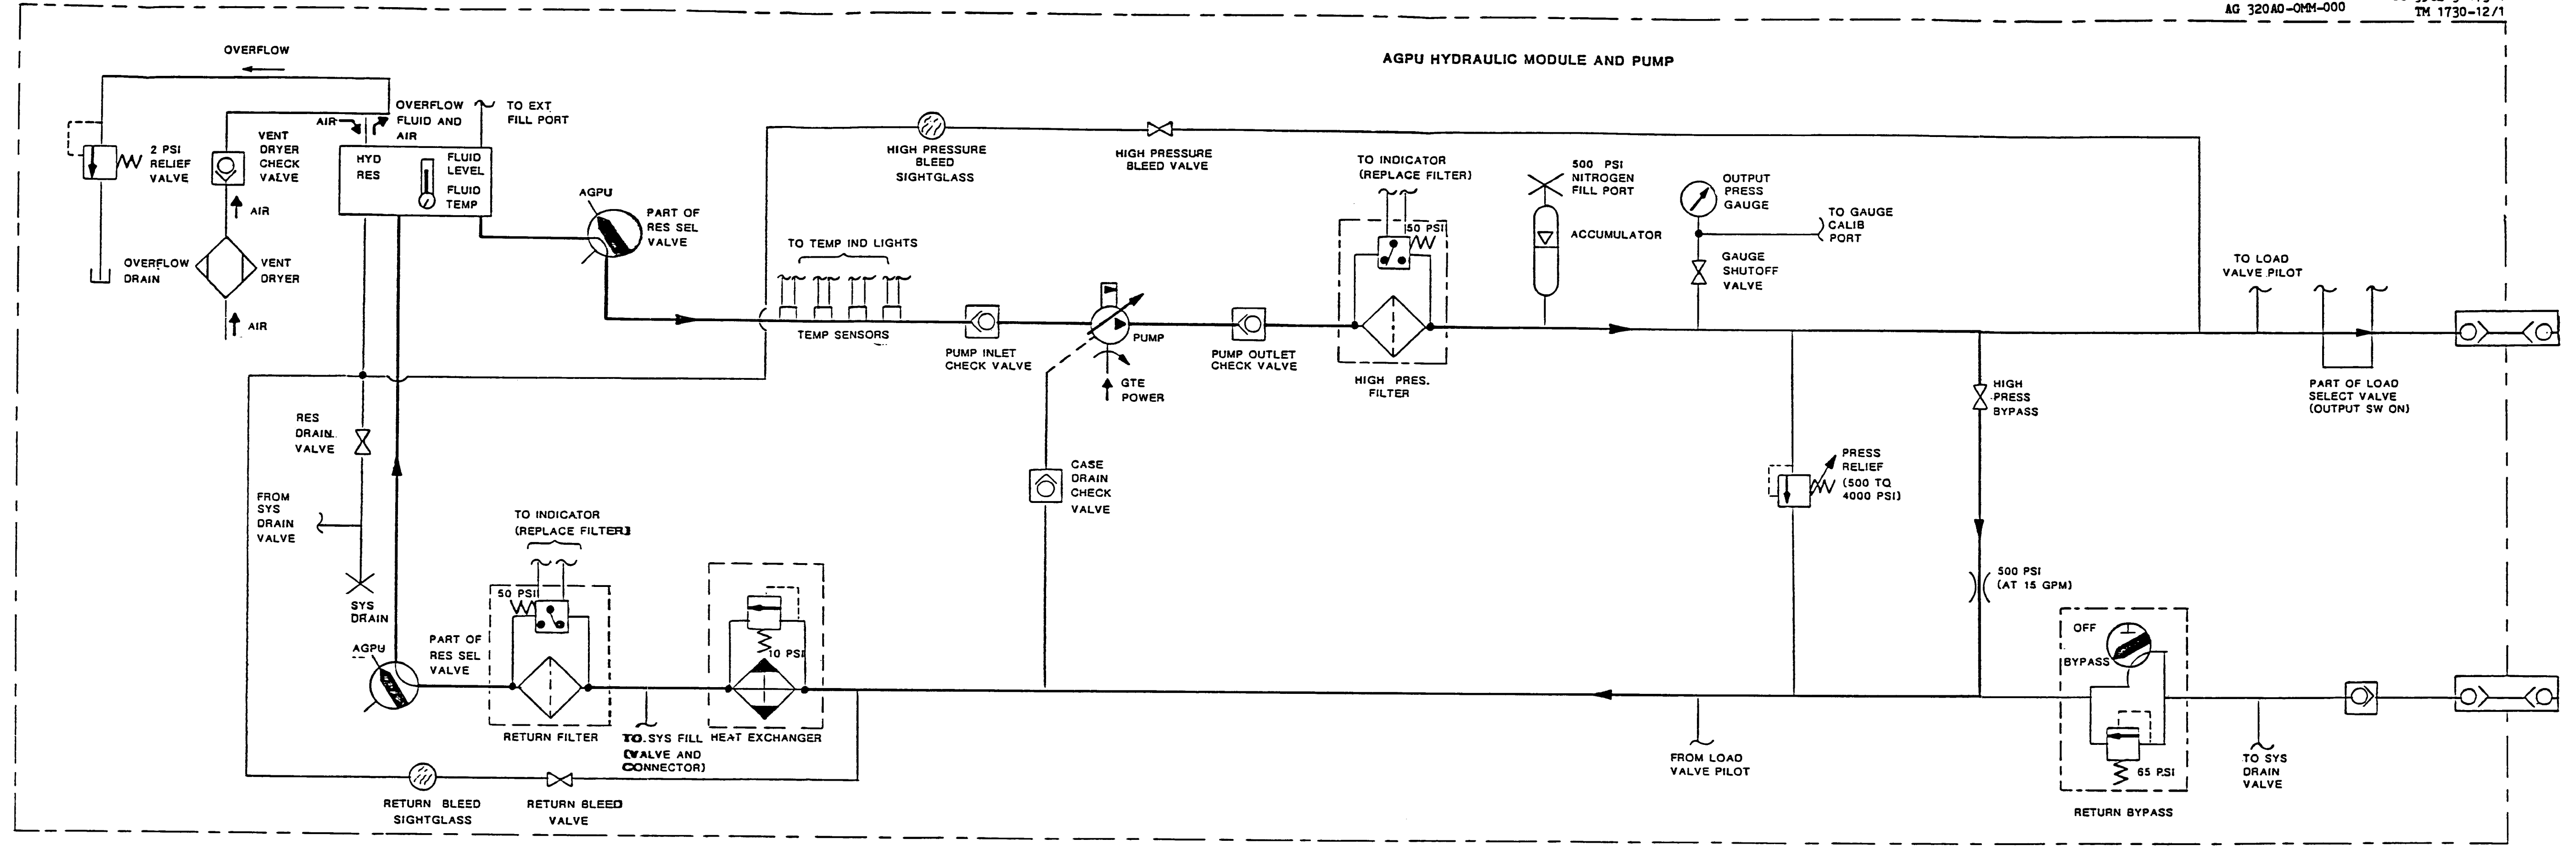 AG 320A0-OMM-000
TM 1730-12/1
AGPU HYDRAULIC MODULE AND PUMP
OVERFLOW
AIR
OVERFLOW
FLUID AND
AIR
TO EXT
FILL PORT
2 PSI
RELIEF
VALVE
VENT
DRYER
CHECK
VALVE
HYD
RES
FLUID
LEVEL
FLUID
TEMP
AIR
OVERFLOW
DRAIN
VENT
DRYER
AIR
AGPU
PART OF
RES SEL
VALVE
HIGH PRESSURE
BLEED
SIGHTGLASS
HIGH PRESSURE
BLEED VALVE
TO TEMP IND LIGHTS
TEMP SENSORS
PUMP INLET
CHECK VALVE
PUMP
GTE
POWER
PUMP OUTLET
CHECK VALVE
TO INDICATOR
(REPLACE FILTER)
50 PSI
HIGH PRES.
FILTER
500 PSI
NITROGEN
FILL PORT
ACCUMULATOR
OUTPUT
PRESS
GAUGE
TO GAUGE
CALIB
PORT
GAUGE
SHUTOFF
VALVE
TO LOAD
VALVE PILOT
PART OF LOAD
SELECT VALVE
(OUTPUT SW ON)
HIGH
PRESS
BYPASS
PRESS
RELIEF
(500 TO
4000 PSI)
500 PSI
(AT 15 GPM)
CASE
DRAIN
CHECK
VALVE
RES
DRAIN
VALVE
FROM
SYS
DRAIN
VALVE
SYS
DRAIN
AGPU
PART OF
RES SEL
VALVE
TO INDICATOR
(REPLACE FILTER)
50 PSI
RETURN FILTER
TO SYS FILL
(VALVE AND
CONNECTOR)
10 PSI
HEAT EXCHANGER
RETURN BLEED
SIGHTGLASS
RETURN BLEED
VALVE
FROM LOAD
VALVE PILOT
OFF
BYPASS
65 PSI
RETURN BYPASS
TO SYS
DRAIN
VALVE